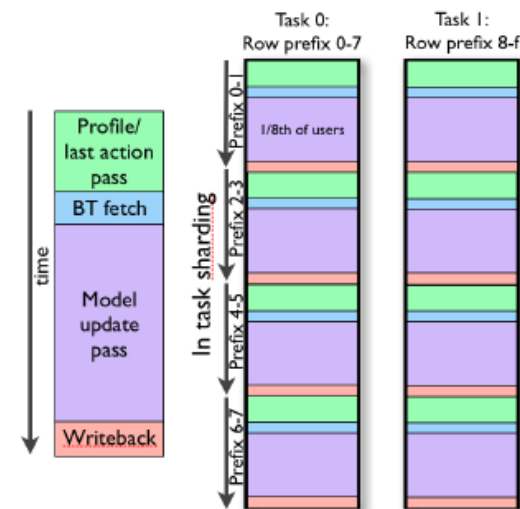 Task 0:
Row prefix 0-7
Task 1:
Row prefix 8-f
time
Profile/
last action
pass
BT fetch
Model
update
pass
Writeback
In task sharding
Prefix 0-1
Prefix 2-3
Prefix 4-5
Prefix 6-7
1/8th of users